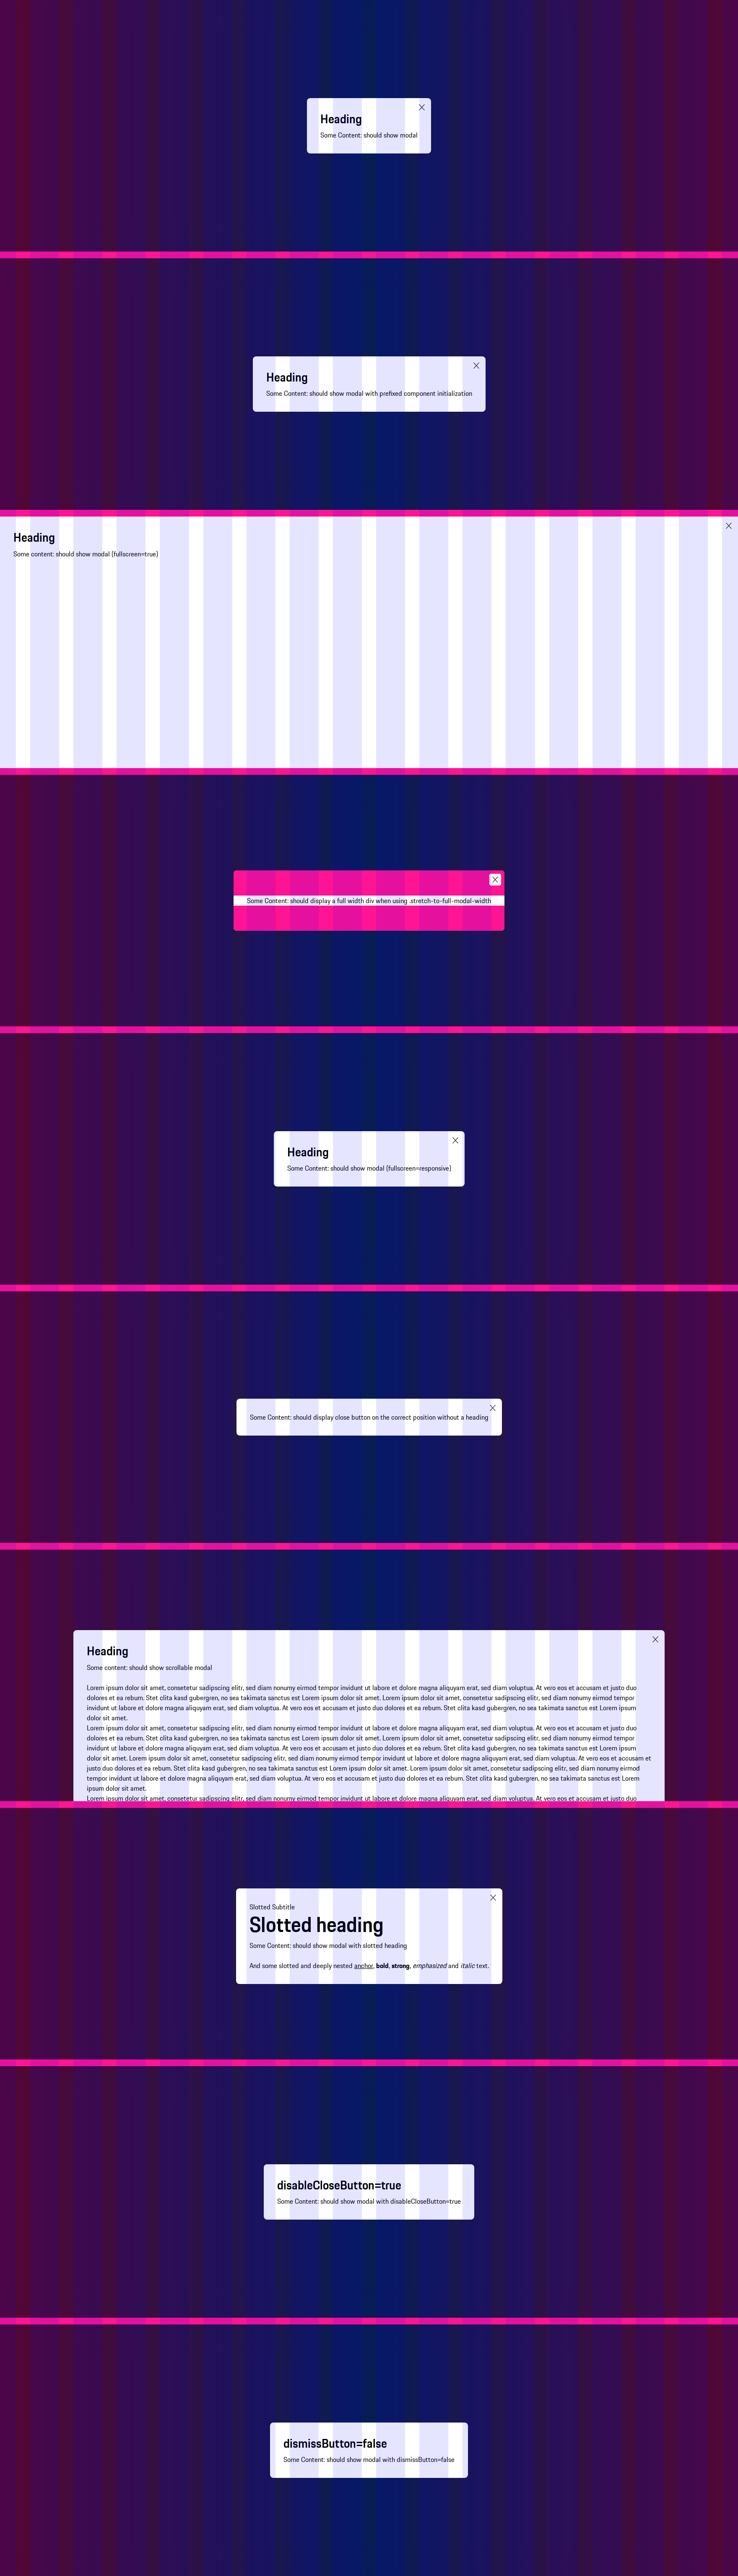 Heading
Some Content: should show modal
Heading
Some Content: should show modal with prefixed component initialization
Heading
Some content: should show modal (fullscreen=true)
Some Content: should display a full width div when using .stretch-to-full-modal-width
Heading
Some Content: should show modal (fullscreen=responsive)
Some Content: should display close button on the correct position without a heading
Heading
Some content: should show scrollable modal
Lorem ipsum dolor sit amet, consetetur sadipscing elitr, sed diam nonumy eirmod tempor invidunt ut labore et dolore magna aliquyam erat, sed diam voluptua. At vero eos et accusam et justo duo
dolores et ea rebum. Stet clita kasd gubergren, no sea takimata sanctus est Lorem ipsum dolor sit amet. Lorem ipsum dolor sit amet, consetetur sadipscing elitr, sed diam nonumy eirmod tempor
invidunt ut labore et dolore magna aliquyam erat, sed diam voluptua. At vero eos et accusam et justo duo dolores et ea rebum. Stet clita kasd gubergren, no sea takimata sanctus est Lorem ipsum
dolor sit amet.
Lorem ipsum dolor sit amet, consetetur sadipscing elitr, sed diam nonumy eirmod tempor invidunt ut labore et dolore magna aliquyam erat, sed diam voluptua. At vero eos et accusam et justo duo
dolores et ea rebum. Stet clita kasd gubergren, no sea takimata sanctus est Lorem ipsum dolor sit amet. Lorem ipsum dolor sit amet, consetetur sadipscing elitr, sed diam nonumy eirmod tempor
invidunt ut labore et dolore magna aliquyam erat, sed diam voluptua. At vero eos et accusam et justo duo dolores et ea rebum. Stet clita kasd gubergren, no sea takimata sanctus est Lorem ipsum
dolor sit amet. Lorem ipsum dolor sit amet, consetetur sadipscing elitr, sed diam nonumy eirmod tempor invidunt ut labore et dolore magna aliquyam erat, sed diam voluptua. At vero eos et accusam et
justo duo dolores et ea rebum. Stet clita kasd gubergren, no sea takimata sanctus est Lorem ipsum dolor sit amet. Lorem ipsum dolor sit amet, consetetur sadipscing elitr, sed diam nonumy eirmod
tempor invidunt ut labore et dolore magna aliquyam erat, sed diam voluptua. At vero eos et accusam et justo duo dolores et ea rebum. Stet clita kasd gubergren, no sea takimata sanctus est Lorem
ipsum dolor sit amet.
Lorem ipsum dolor sit amet, consetetur sadipscing elitr, sed diam nonumy eirmod tempor invidunt ut labore et dolore magna aliquyam erat, sed diam voluptua. At vero eos et accusam et justo duo
Slotted Subtitle
Slotted heading
Some Content: should show modal with slotted heading
And some slotted and deeply nested anchor, bold, strong, emphasized and italic text.
disableCloseButton=true
Some Content: should show modal with disableCloseButton=true
dismissButton=false
Some Content: should show modal with dismissButton=false